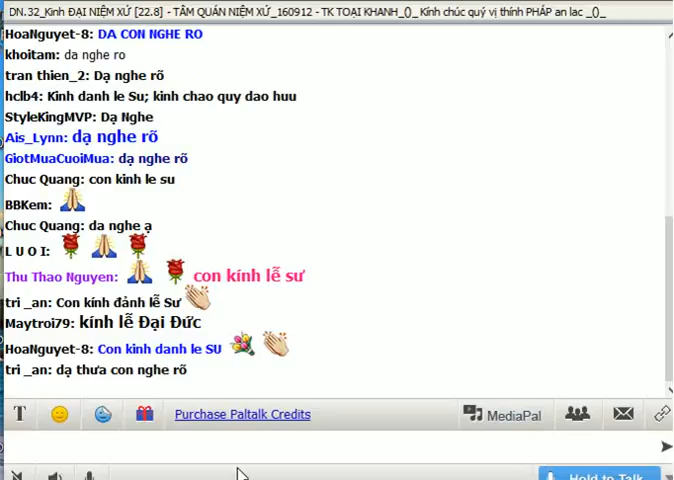 DN.32_Kinh ĐẠI NIỆM XỨ [22.8] - TÂM QUÁN NIỆM XỨ_160912 - TK TOẠI KHANH_()_ Kính chúc quý vị thính PHÁP an lac _()_
HoaNguyet-8: DA CON NGHE RO
khoitam: da nghe ro
tran thien_2: Dạ nghe rõ
hclb4: Kinh danh le Su; kinh chao quy dao huu
StyleKingMVP: Dạ Nghe
Ais_Lynn: dạ nghe rõ
GiotMuaCuoiMua: dạ nghe rõ
Chuc Quang: con kinh le su
BBKem:
Chuc Quang: da nghe ạ
L U O I:
Thu Thao Nguyen: con kính lễ sư
tri _an: Con kính đảnh lễ Sư
Maytroi79: kính lễ Đại Đức
HoaNguyet-8: Con kinh danh le SU
tri _an: dạ thưa con nghe rõ
T Purchase Paltalk Credits MediaPal
Hold to Talk